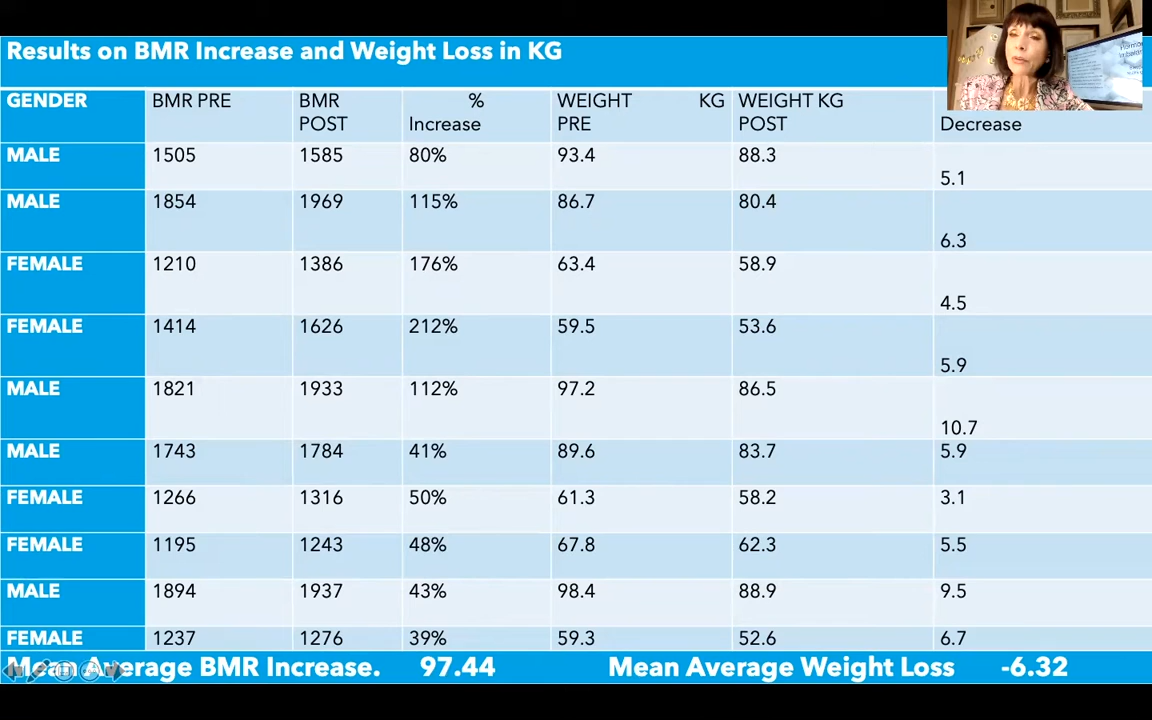 Results on BMR Increase and Weight Loss in KG
GENDER BMR PRE BMR POST % Increase WEIGHT KG PRE WEIGHT KG POST Decrease
MALE 1505 1585 80% 93.4 88.3 5.1
MALE 1854 1969 115% 86.7 80.4 6.3
FEMALE 1210 1386 176% 63.4 58.9 4.5
FEMALE 1414 1626 212% 59.5 53.6 5.9
MALE 1821 1933 112% 97.2 86.5 10.7
MALE 1743 1784 41% 89.6 83.7 5.9
FEMALE 1266 1316 50% 61.3 58.2 3.1
FEMALE 1195 1243 48% 67.8 62.3 5.5
MALE 1894 1937 43% 98.4 88.9 9.5
FEMALE 1237 1276 39% 59.3 52.6 6.7
Mean Average BMR Increase. 97.44 Mean Average Weight Loss -6.32